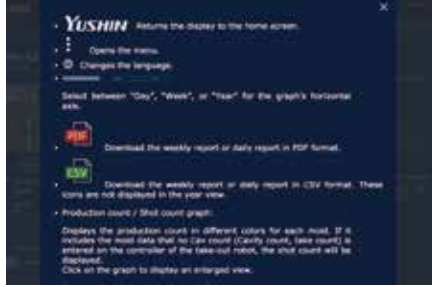 YUSHIN Returns the display to the home screen.
Opens the menu.
Changes the language.
Select between "Day", "Week", or "Year" for the graph's horizontal
axis.
PDF
Download the weekly report or daily report in PDF format.
CSV
Download the weekly report or daily report in CSV format. These
icons are not displayed in the year view.
Production count / Shot count graph:
Displays the production count in different colors for each mold. If it
includes the mold data that no Cav count (Cavity count, take count) is
entered on the controller of the take-out robot, the shot count will be
displayed.
Click on the graph to display an enlarged view.